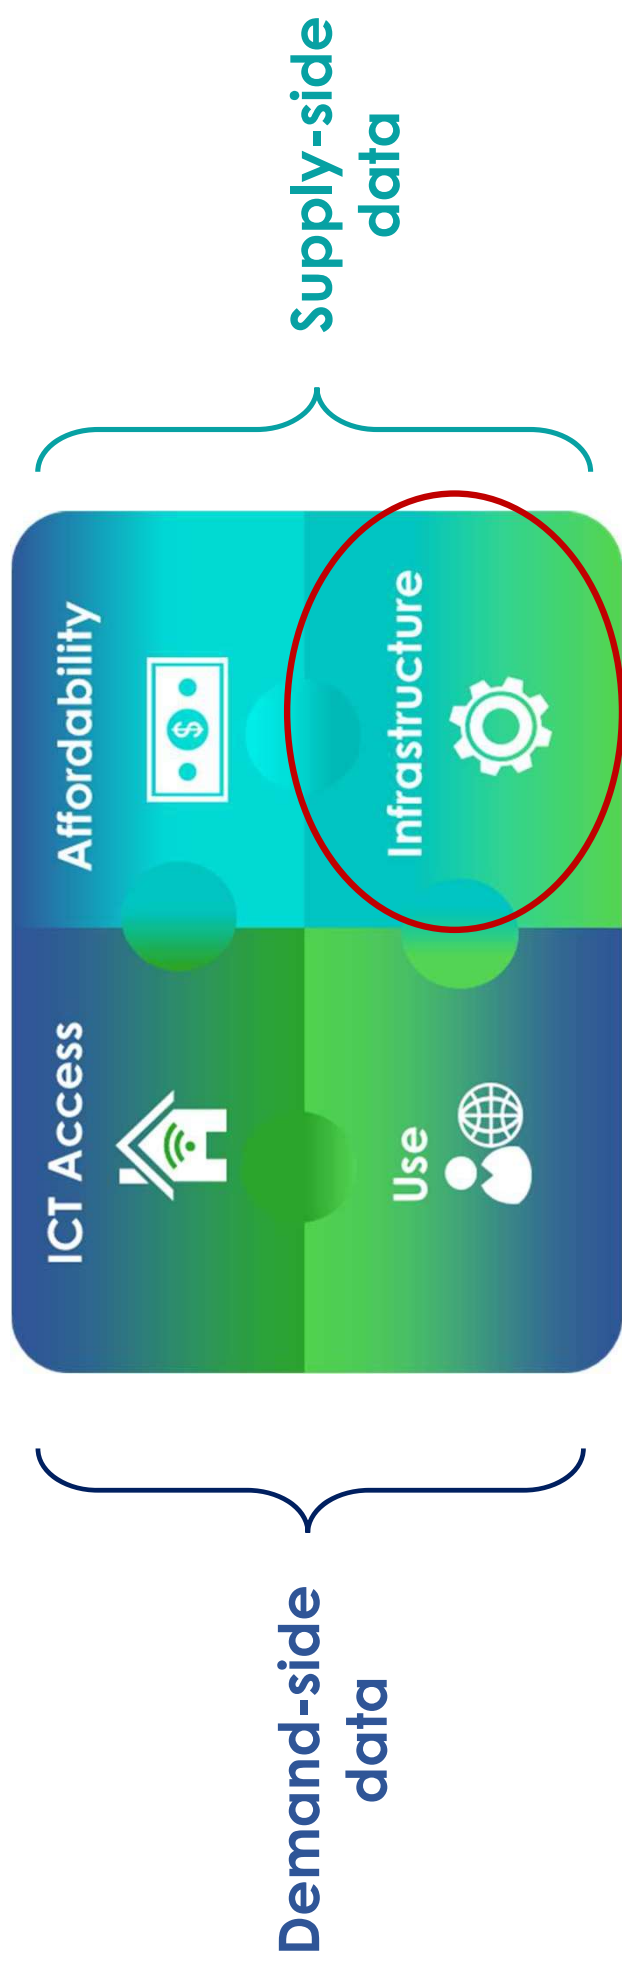 Demand-side
data
ICT Access
Affordability
Use
Infrastructure
Supply-side
data